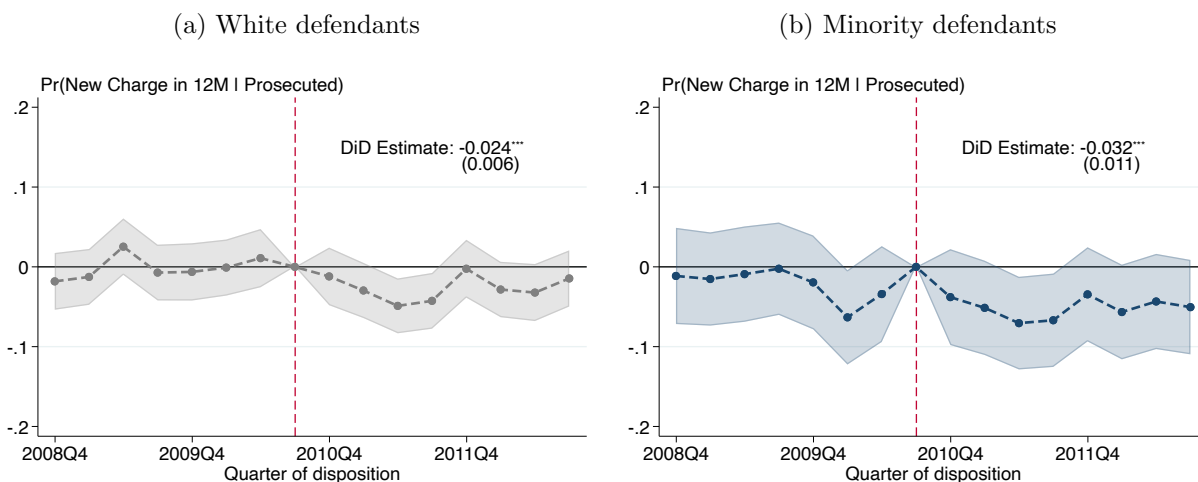 (a) White defendants
Pr(New Charge in 12M | Prosecuted)
.2
.1
0
-.1
-.2
DiD Estimate: -0.024***
(0.006)
2008Q4 2009Q4 2010Q4 2011Q4
Quarter of disposition
(b) Minority defendants
Pr(New Charge in 12M | Prosecuted)
.2
.1
0
-.1
-.2
DiD Estimate: -0.032***
(0.011)
2008Q4 2009Q4 2010Q4 2011Q4
Quarter of disposition